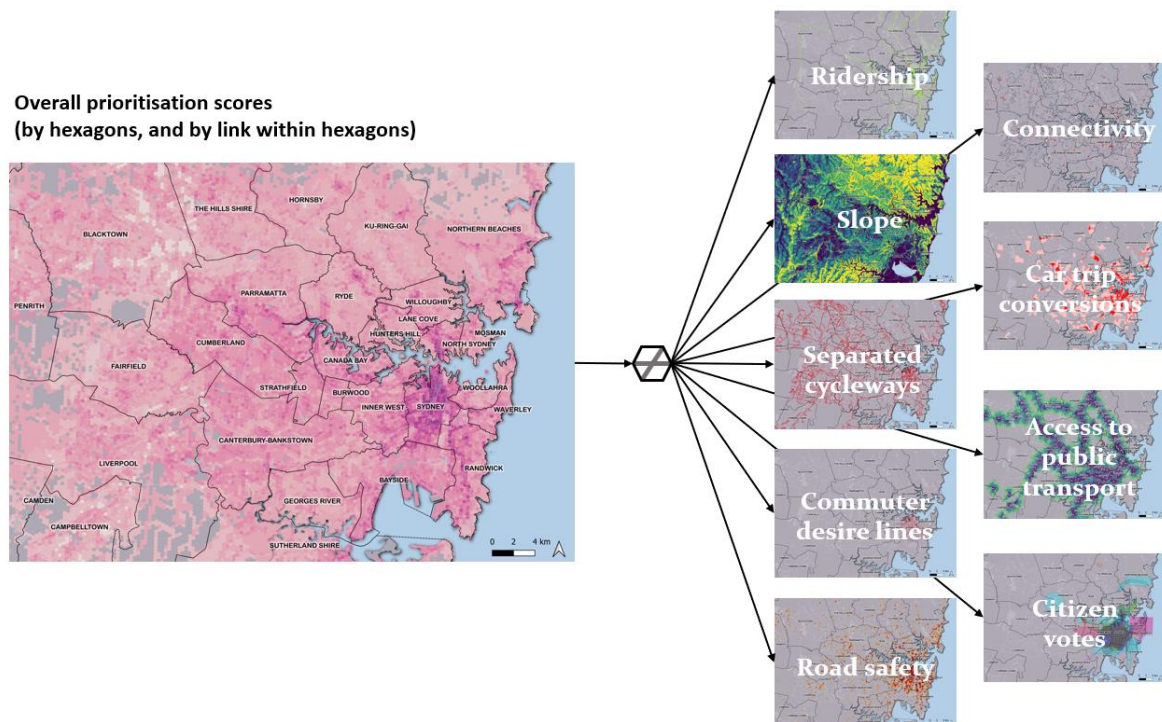 Overall prioritisation scores
(by hexagons, and by link within hexagons)
HORNSBY
THE HILLS SHIRE
KU-RING-GAI
BLACKTOWN
NORTHERN BEACHES
PARRAMATTA
RYDE
WILLOUGHBY
PENRITH
LANE COVE
MOSMAN
HUNTERS HILL
NORTH SYDNEY
CUMBERLAND
CANADA BAY
FAIRFIELD
STRATHFIELD
BURWOOD
WOOLLAHRA
INNER WEST
SYDNEY
WAVERLEY
CANTERBURY-BANKSTOWN
LIVERPOOL
RANDWICK
BAYSIDE
CAMDEN
GEORGES RIVER
CAMPBELLTOWN
SUTHERLAND SHIRE
0 2 4 km
Ridership
Connectivity
Slope
Car trip
conversions
Separated
cycleways
Access to
public
transport
Commuter
desire lines
Citizen
votes
Road safety